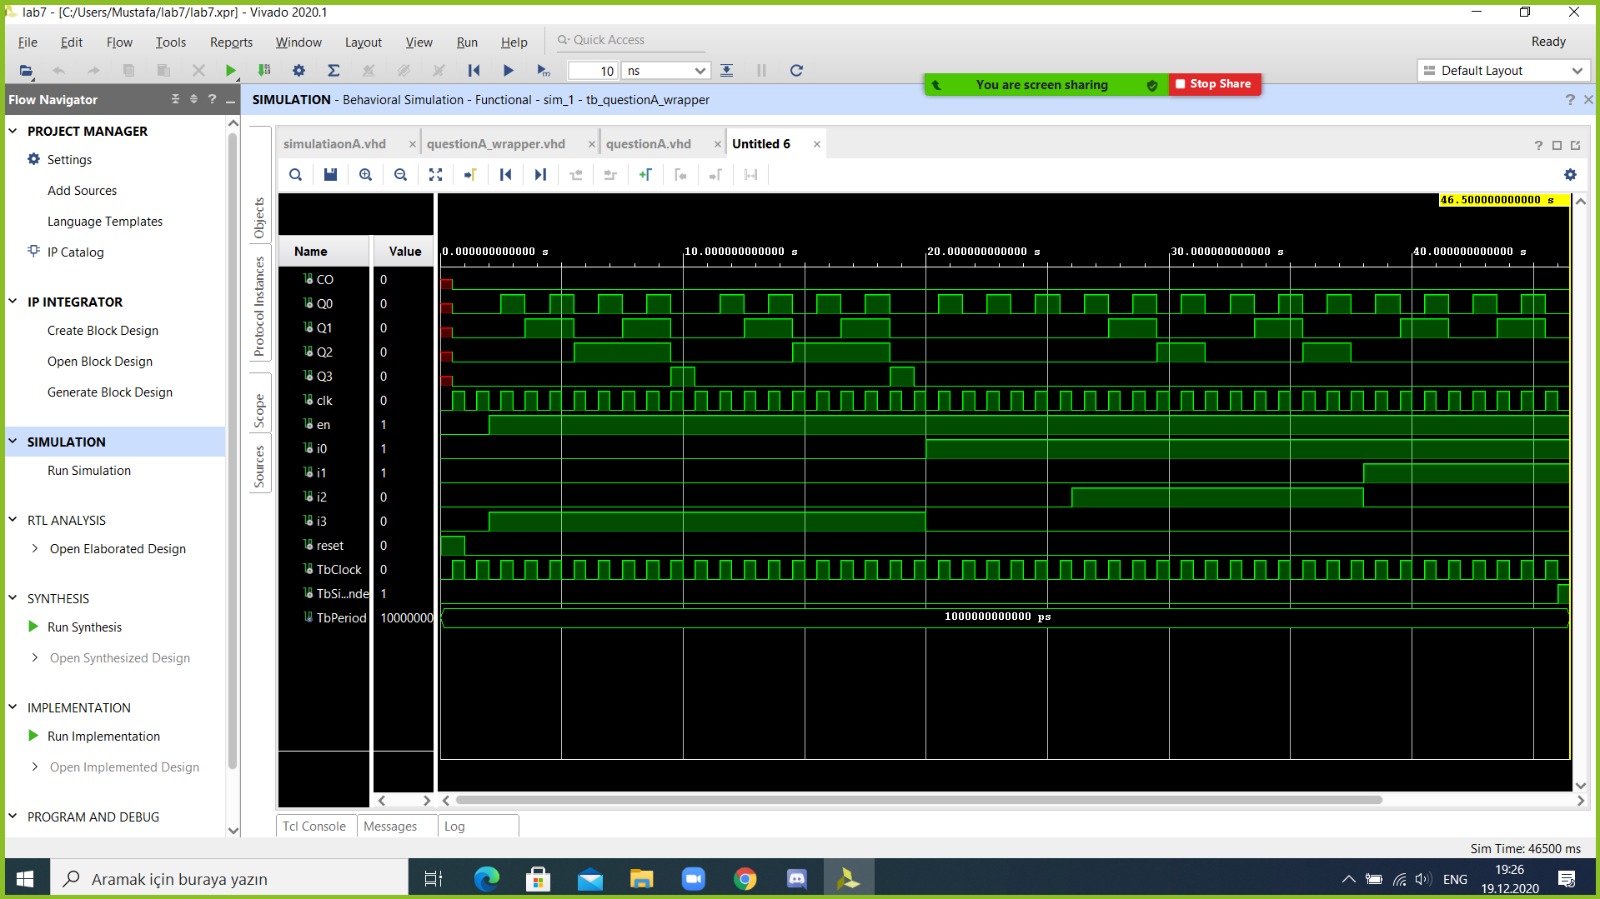 lab7 - [C:/Users/Mustafa/lab7/lab7.xpr] - Vivado 2020.1
File Edit Flow Tools Reports Window Layout View Run Help Quick Access Ready
10 ns Default Layout
You are screen sharing Stop Share
Flow Navigator
SIMULATION - Behavioral Simulation - Functional - sim_1 - tb_questionA_wrapper
PROJECT MANAGER
Settings
Add Sources
Language Templates
IP Catalog
IP INTEGRATOR
Create Block Design
Open Block Design
Generate Block Design
SIMULATION
Run Simulation
RTL ANALYSIS
Open Elaborated Design
SYNTHESIS
Run Synthesis
Open Synthesized Design
IMPLEMENTATION
Run Implementation
Open Implemented Design
PROGRAM AND DEBUG
Objects
Protocol Instances
Scope
Sources
simulatiaonA.vhd questionA_wrapper.vhd questionA.vhd Untitled 6
46.500000000000 s
Name Value
0.000000000000 s 10.000000000000 s 20.000000000000 s 30.000000000000 s 40.000000000000 s
CO 0
Q0 0
Q1 0
Q2 0
Q3 0
clk 0
en 1
i0 1
i1 1
i2 0
i3 0
reset 0
TbClock 0
TbSi...nde 1
TbPeriod 10000000
1000000000000 ps
Tcl Console Messages Log
Sim Time: 46500 ms
Aramak için buraya yazın
ENG
19:26
19.12.2020